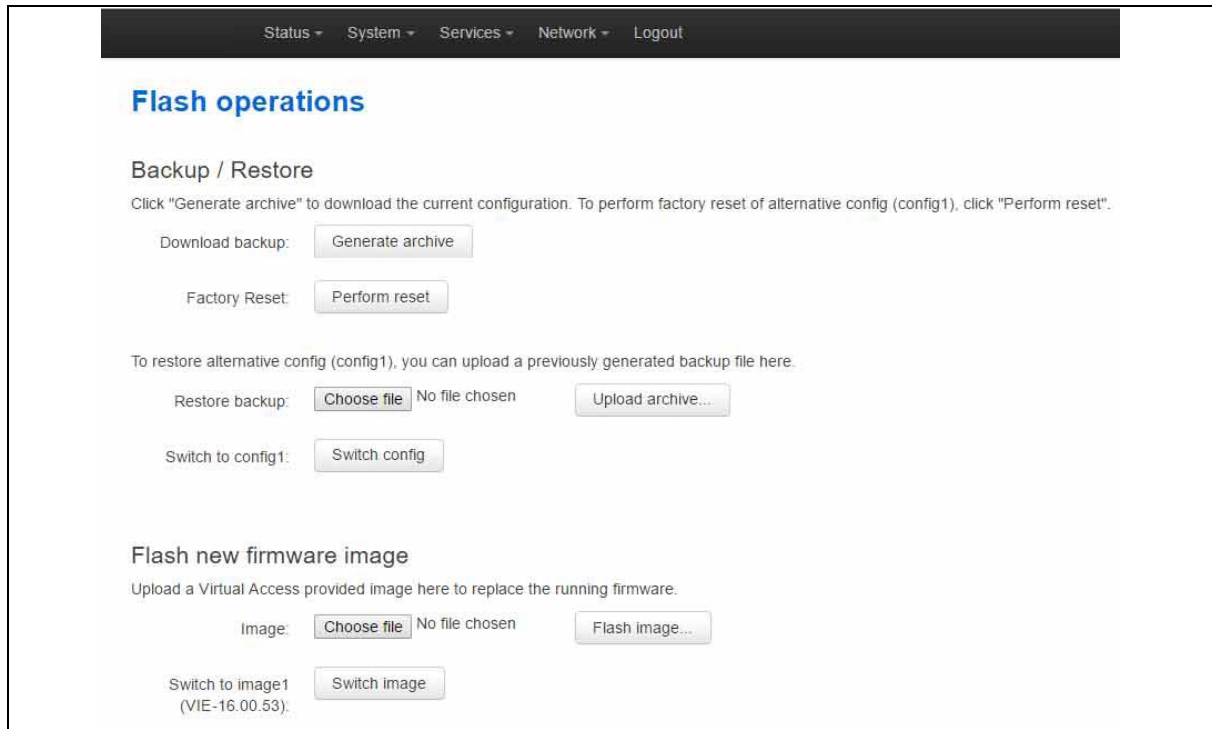 Status System Services Network Logout
Flash operations
Backup / Restore
Click "Generate archive" to download the current configuration. To perform factory reset of alternative config (config1), click "Perform reset".
Download backup: Generate archive
Factory Reset: Perform reset
To restore alternative config (config1), you can upload a previously generated backup file here.
Restore backup: Choose file No file chosen Upload archive...
Switch to config1: Switch config
Flash new firmware image
Upload a Virtual Access provided image here to replace the running firmware.
Image: Choose file No file chosen Flash image...
Switch to image1 Switch image
(VIE-16.00.53):